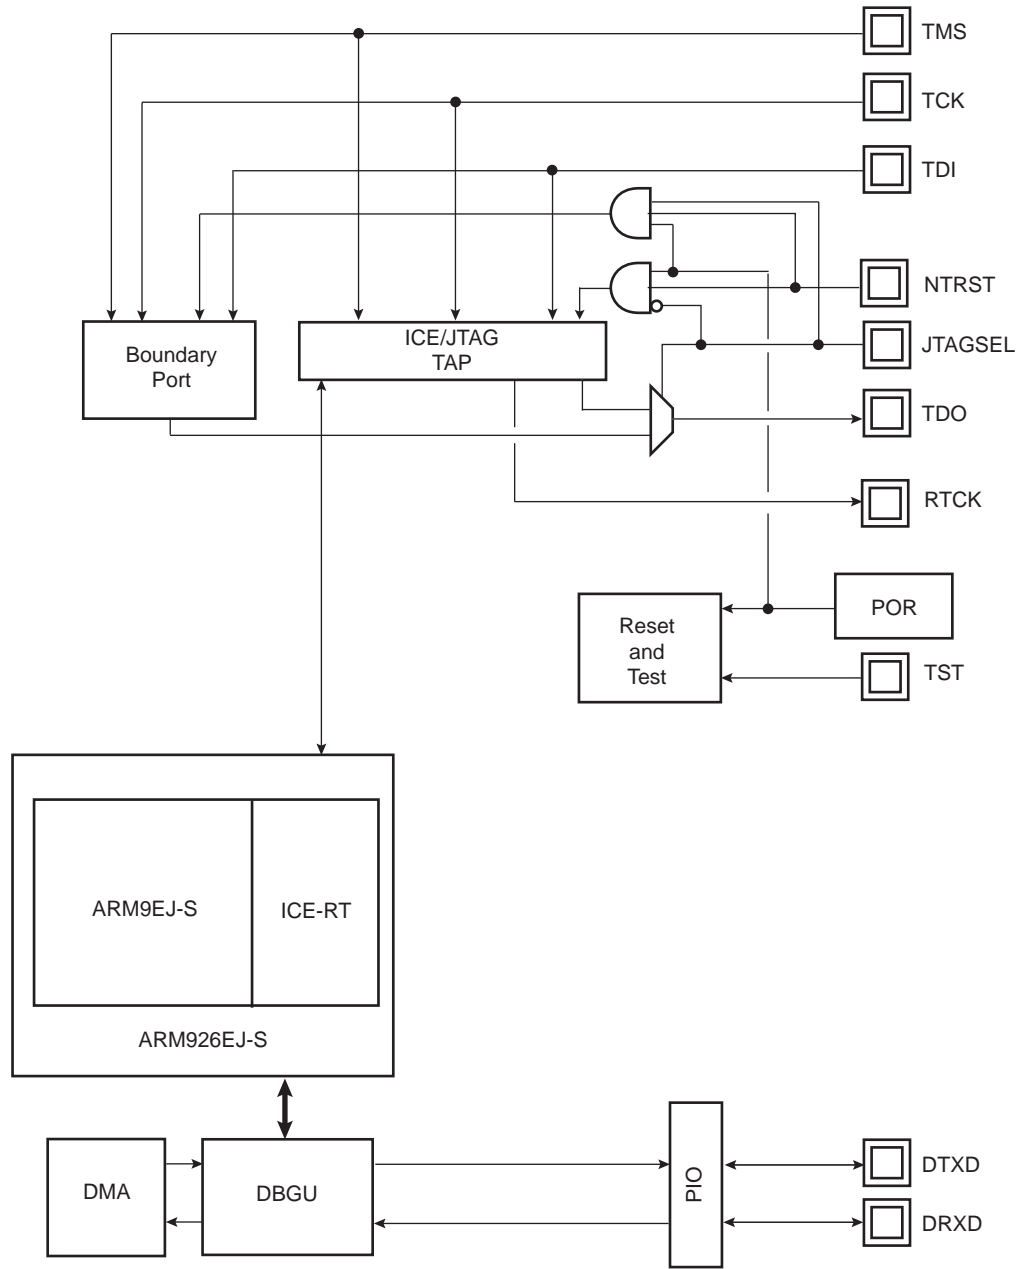 TMS
TCK
TDI
NTRST
ICE/JTAG
TAP
JTAGSEL
Boundary
Port
TDO
RTCK
POR
Reset
and
Test
TST
ARM9EJ-S
ICE-RT
ARM926EJ-S
DMA
DBGU
PIO
DTXD
DRXD